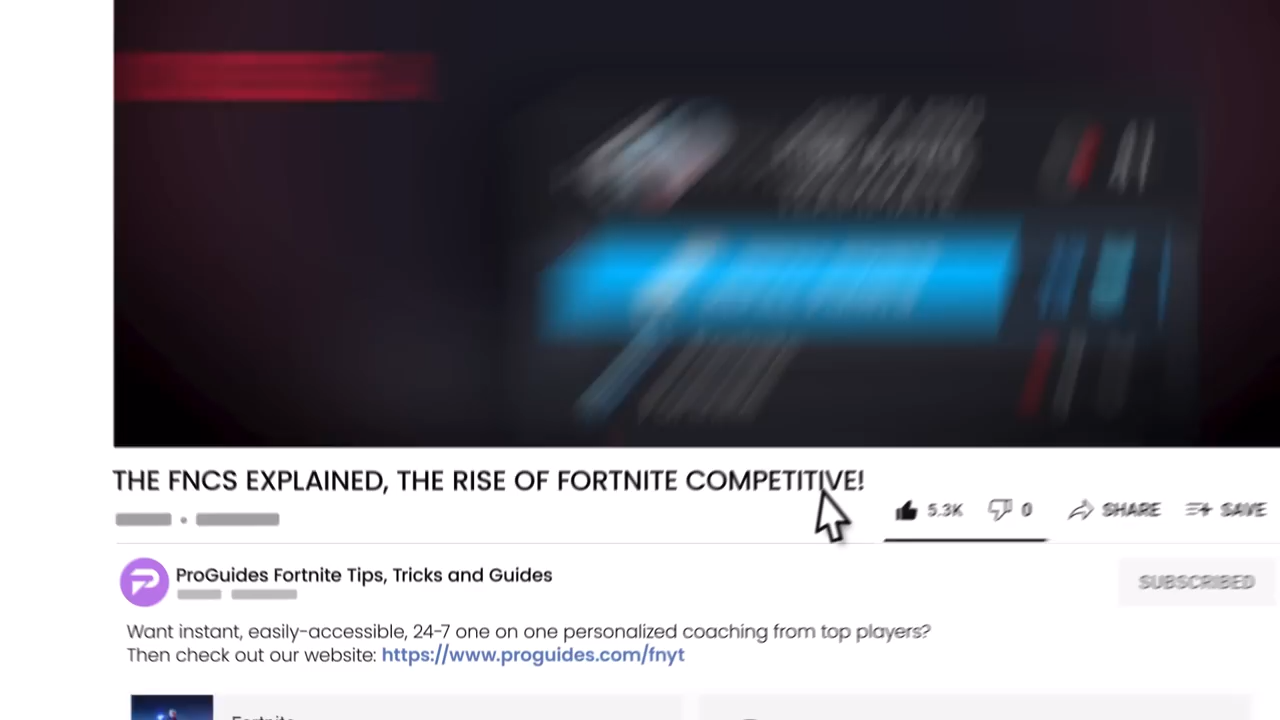 THE FNCS EXPLAINED, THE RISE OF FORTNITE COMPETITIVE!
5.3K 0 SHARE SAVE
ProGuides Fortnite Tips, Tricks and Guides
SUBSCRIBED
Want instant, easily-accessible, 24-7 one on one personalized coaching from top players?
Then check out our website: https://www.proguides.com/fnyt
Fortnite